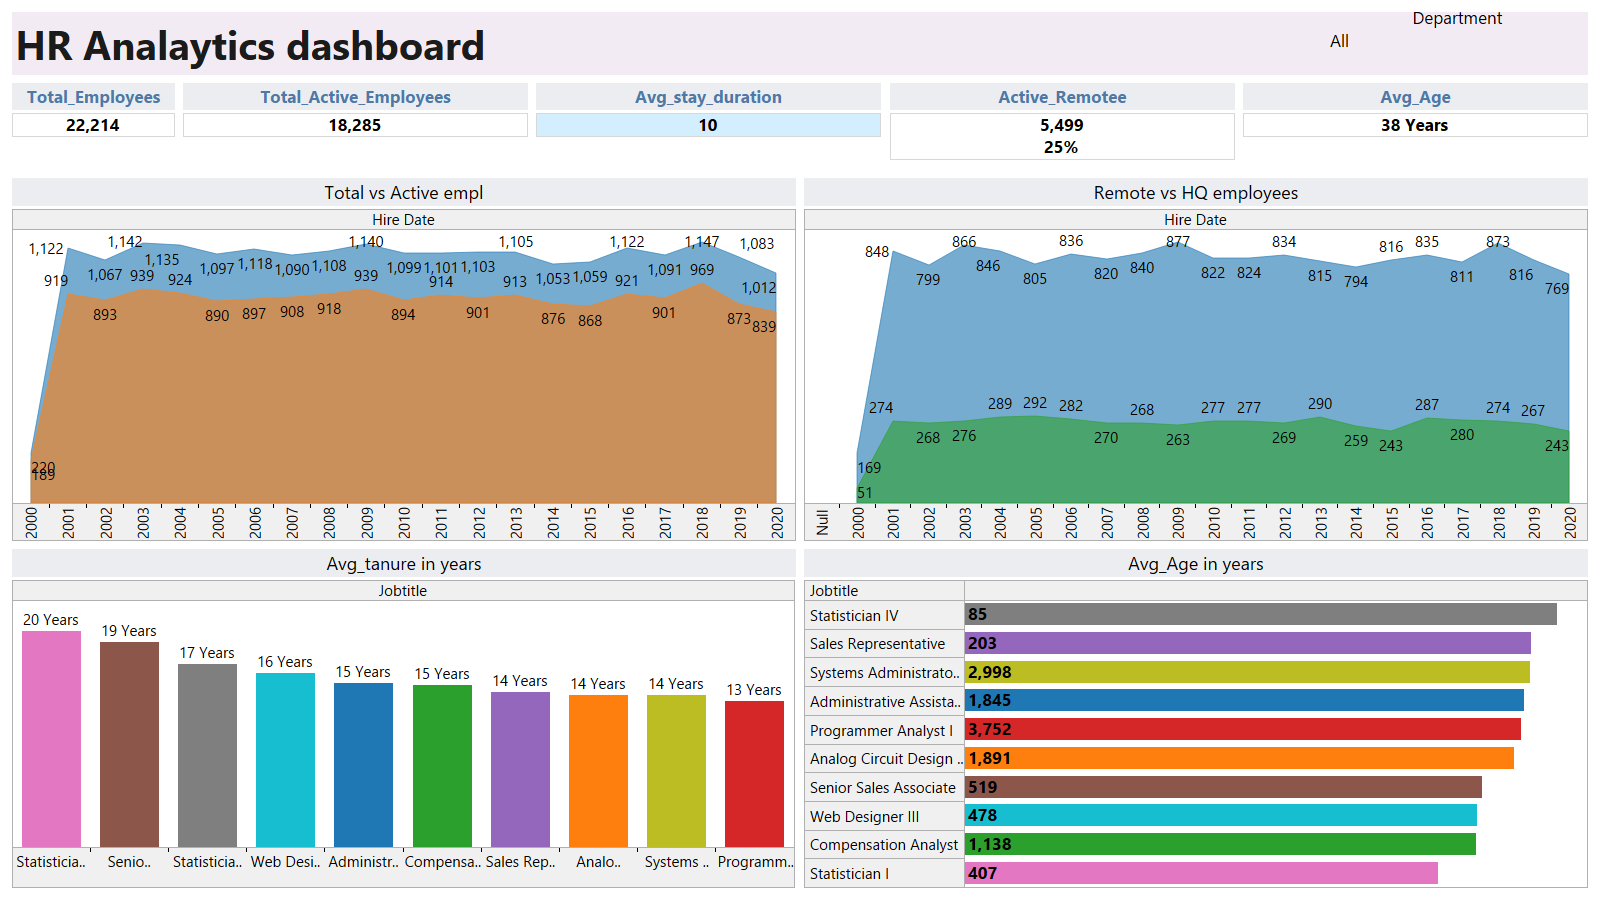 Department
HR Analaytics dashboard
All
Total_Employees
Total_Active_Employees
Avg_stay_duration
Active_Remotee
Avg_Age
22,214
18,285
10
5,499
38 Years
25%
Total vs Active empl
Hire Date
1,122 1,142 1,140 1,105 1,122 1,147 1,083
1,135 1,067 1,097 1,118 1,090 1,108 1,099 1,101 1,103 1,053 1,059 1,091 1,012
919 939 924 939 914 913 921 969
893 890 897 908 918 894 901 876 868 901 873 839
220
189
2000 2001 2002 2003 2004 2005 2006 2007 2008 2009 2010 2011 2012 2013 2014 2015 2016 2017 2018 2019 2020
Remote vs HQ employees
Hire Date
848 799 866 846 805 836 820 840 877 822 824 834 815 794 816 835 811 873 816 769
274 268 276 289 292 282 270 268 263 277 277 269 290 259 243 287 280 274 267 243
169
51
Null 2000 2001 2002 2003 2004 2005 2006 2007 2008 2009 2010 2011 2012 2013 2014 2015 2016 2017 2018 2019 2020
Avg_tanure in years
Jobtitle
20 Years 19 Years 17 Years 16 Years 15 Years 15 Years 14 Years 14 Years 14 Years 13 Years
Statisticia.. Senio.. Statisticia.. Web Desi.. Administr.. Compensa.. Sales Rep.. Analo.. Systems .. Programm..
Avg_Age in years
Jobtitle
Statistician IV 85
Sales Representative 203
Systems Administrato.. 2,998
Administrative Assista.. 1,845
Programmer Analyst I 3,752
Analog Circuit Design .. 1,891
Senior Sales Associate 519
Web Designer III 478
Compensation Analyst 1,138
Statistician I 407